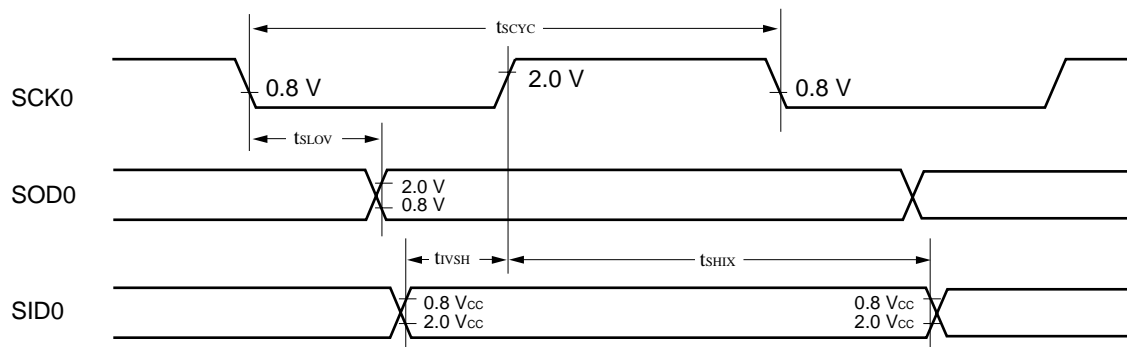 tSCYC
SCK0 0.8 V 2.0 V 0.8 V
tSLOV
SOD0 2.0 V
0.8 V
tIVSH tSHIX
SID0 0.8 VCC 0.8 VCC
2.0 VCC 2.0 VCC